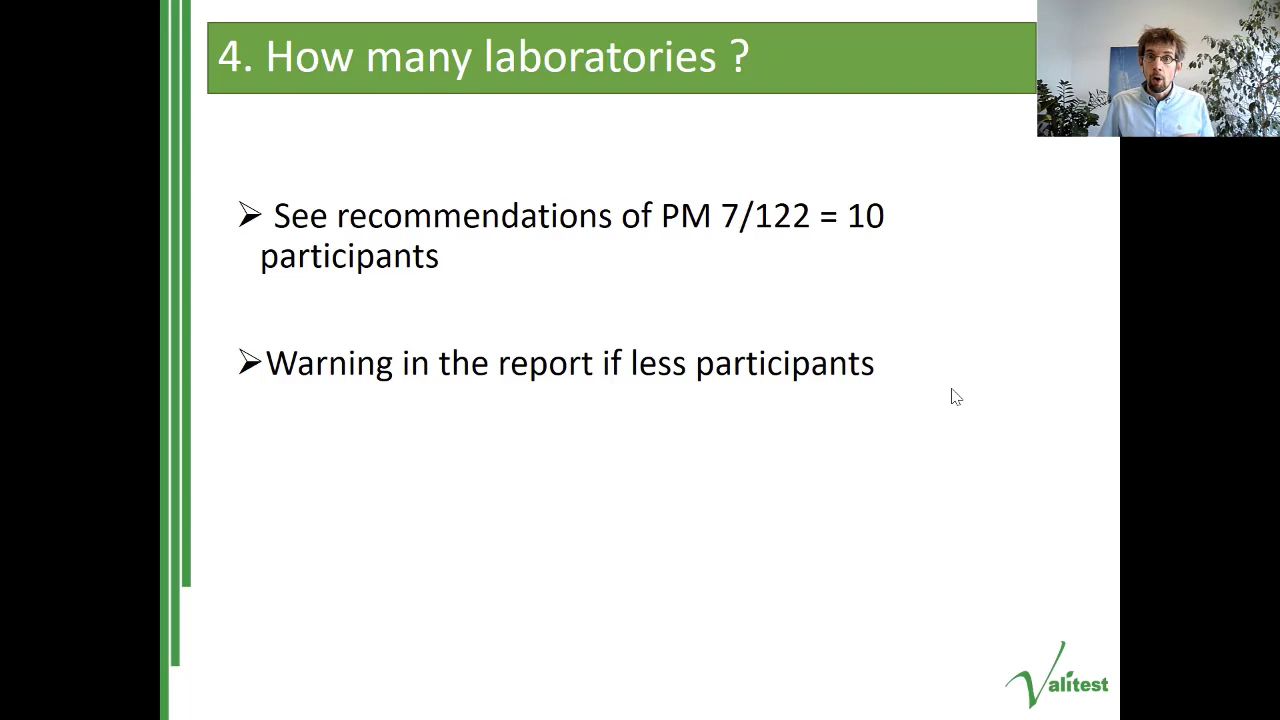 4. How many laboratories ?
➢ See recommendations of PM 7/122 = 10
participants
➢Warning in the report if less participants
Valitest